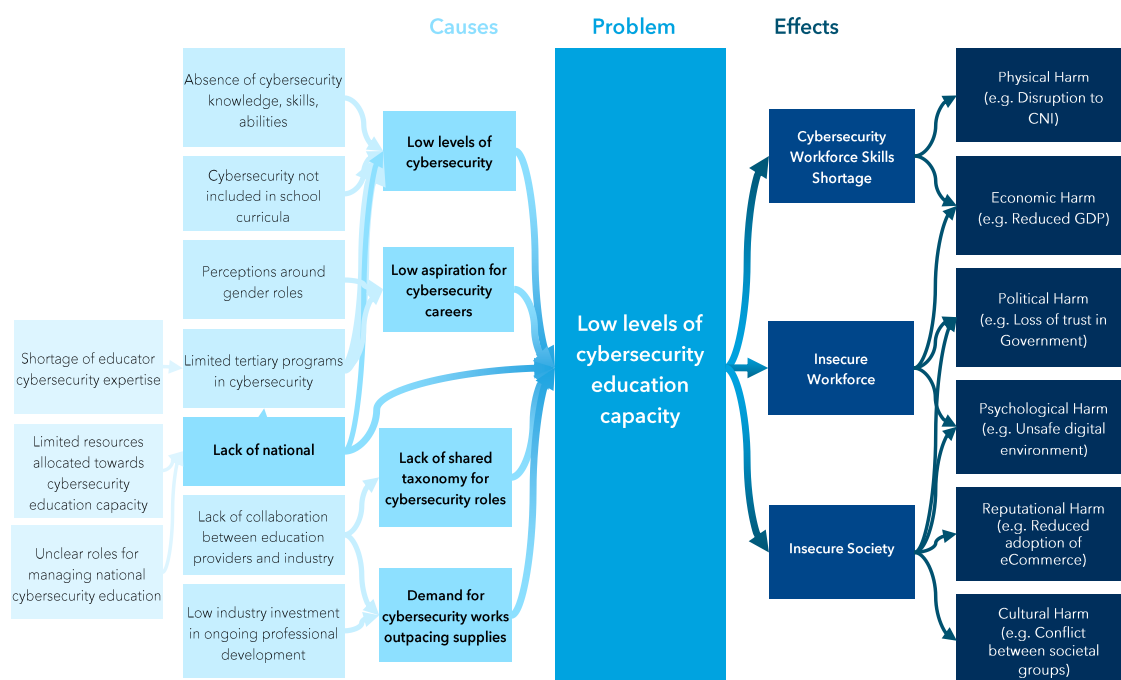 Causes
Problem
Effects
Shortage of educator
cybersecurity expertise
Limited resources
allocated towards
cybersecurity
education capacity
Unclear roles for
managing national
cybersecurity education
Absence of cybersecurity
knowledge, skills,
abilities
Cybersecurity not
included in school
curricula
Perceptions around
gender roles
Limited tertiary programs
in cybersecurity
Lack of national
Lack of collaboration
between education
providers and industry
Low industry investment
in ongoing professional
development
Low levels of
cybersecurity
Low aspiration for
cybersecurity
careers
Lack of shared
taxonomy for
cybersecurity roles
Demand for
cybersecurity works
outpacing supplies
Low levels of
cybersecurity
education
capacity
Cybersecurity
Workforce Skills
Shortage
Insecure
Workforce
Insecure Society
Physical Harm
(e.g. Disruption to
CNI)
Economic Harm
(e.g. Reduced GDP)
Political Harm
(e.g. Loss of trust in
Government)
Psychological Harm
(e.g. Unsafe digital
environment)
Reputational Harm
(e.g. Reduced
adoption of
eCommerce)
Cultural Harm
(e.g. Conflict
between societal
groups)